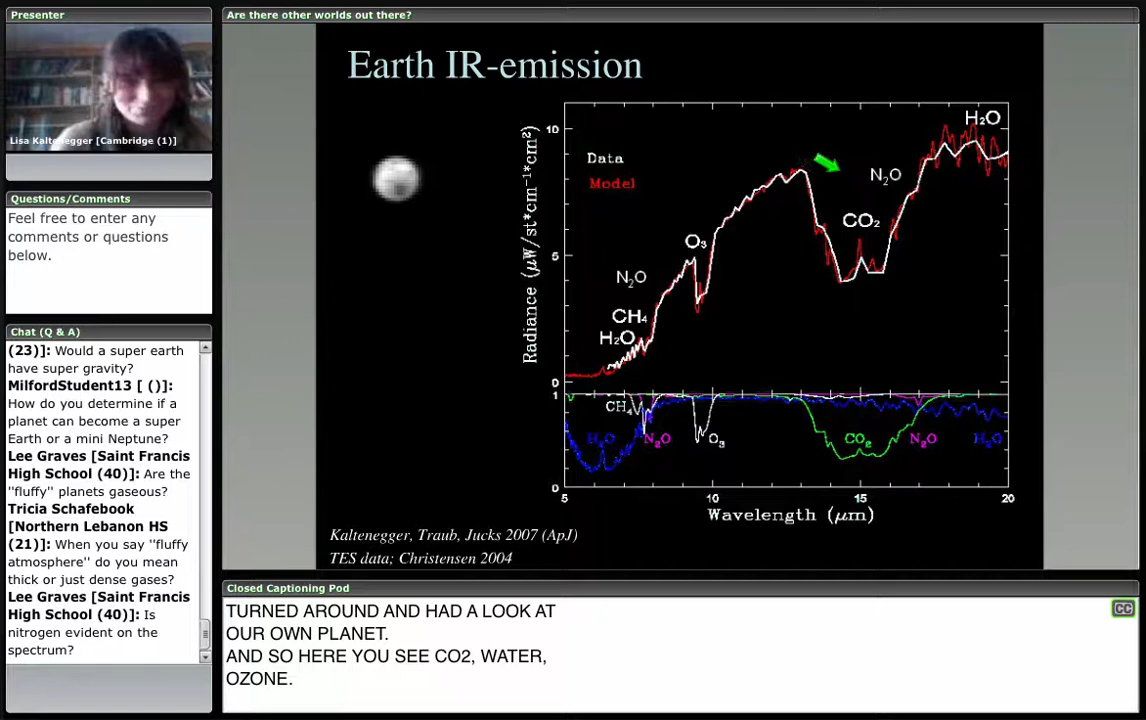 Presenter
Lisa Kaltenegger [Cambridge (1)]
Questions/Comments
Feel free to enter any
comments or questions
below.
Chat (Q & A)
(23)]: Would a super earth
have super gravity?
MilfordStudent13 [ ()]:
How do you determine if a
planet can become a super
Earth or a mini Neptune?
Lee Graves [Saint Francis
High School (40)]: Are the
"fluffy" planets gaseous?
Tricia Schafebook
[Northern Lebanon HS
(21)]: When you say "fluffy
atmosphere" do you mean
thick or just dense gases?
Lee Graves [Saint Francis
High School (40)]: Is
nitrogen evident on the
spectrum?
Are there other worlds out there?
Earth IR-emission
Radiance (μW/st*cm⁻¹*cm²)
10
5
0
Data
Model
H₂O
N₂O
CO₂
O₃
N₂O
CH₄
H₂O
1
0
CH₄
H₂O
N₂O
O₃
CO₂
N₂O
H₂O
5
10
15
20
Wavelength (μm)
Kaltenegger, Traub, Jucks 2007 (ApJ)
TES data; Christensen 2004
Closed Captioning Pod
TURNED AROUND AND HAD A LOOK AT
OUR OWN PLANET.
AND SO HERE YOU SEE CO2, WATER,
OZONE.
CC